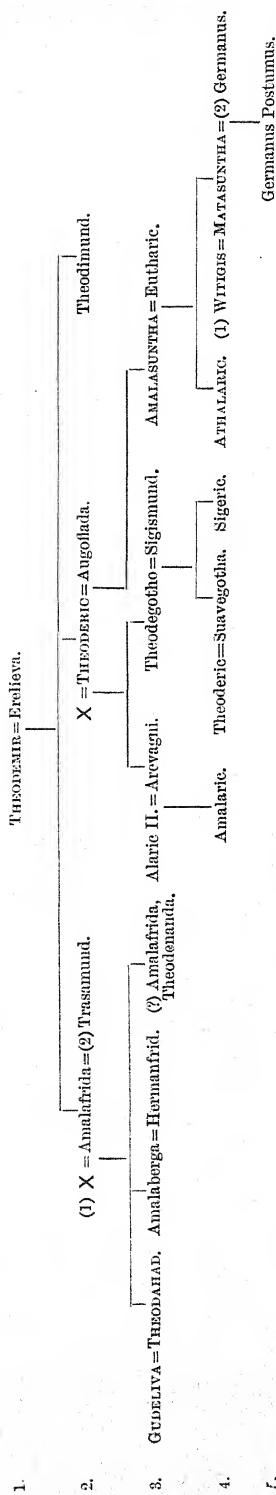 1. THEODEMIR=Erelieva.
2. (1) X =Amalafrida=(2) Trasamund. X =THEODERIC=Augoflada. Theodimund.
3. GUDELIVA=THEODAHAD. Amalaberga=Hermanfrid. (?) Amalafrida, Alaric II.=Arevagni. Theodegotho=Sigismund. AMALASUNTHA=Eutharic.
Theodenanda.
4. Amalaric. Theoderic=Suavegotha. Sigeric. ATHALARIC. (1) WITIGIS=MATASUNTHA=(2) Germanus.
5. Germanus Postumus.